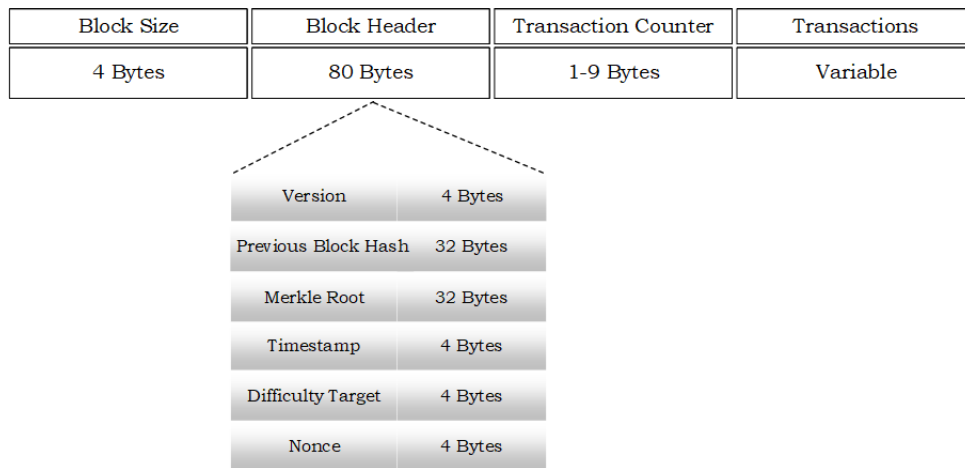 Block Size Block Header Transaction Counter Transactions
4 Bytes 80 Bytes 1-9 Bytes Variable
Version 4 Bytes
Previous Block Hash 32 Bytes
Merkle Root 32 Bytes
Timestamp 4 Bytes
Difficulty Target 4 Bytes
Nonce 4 Bytes